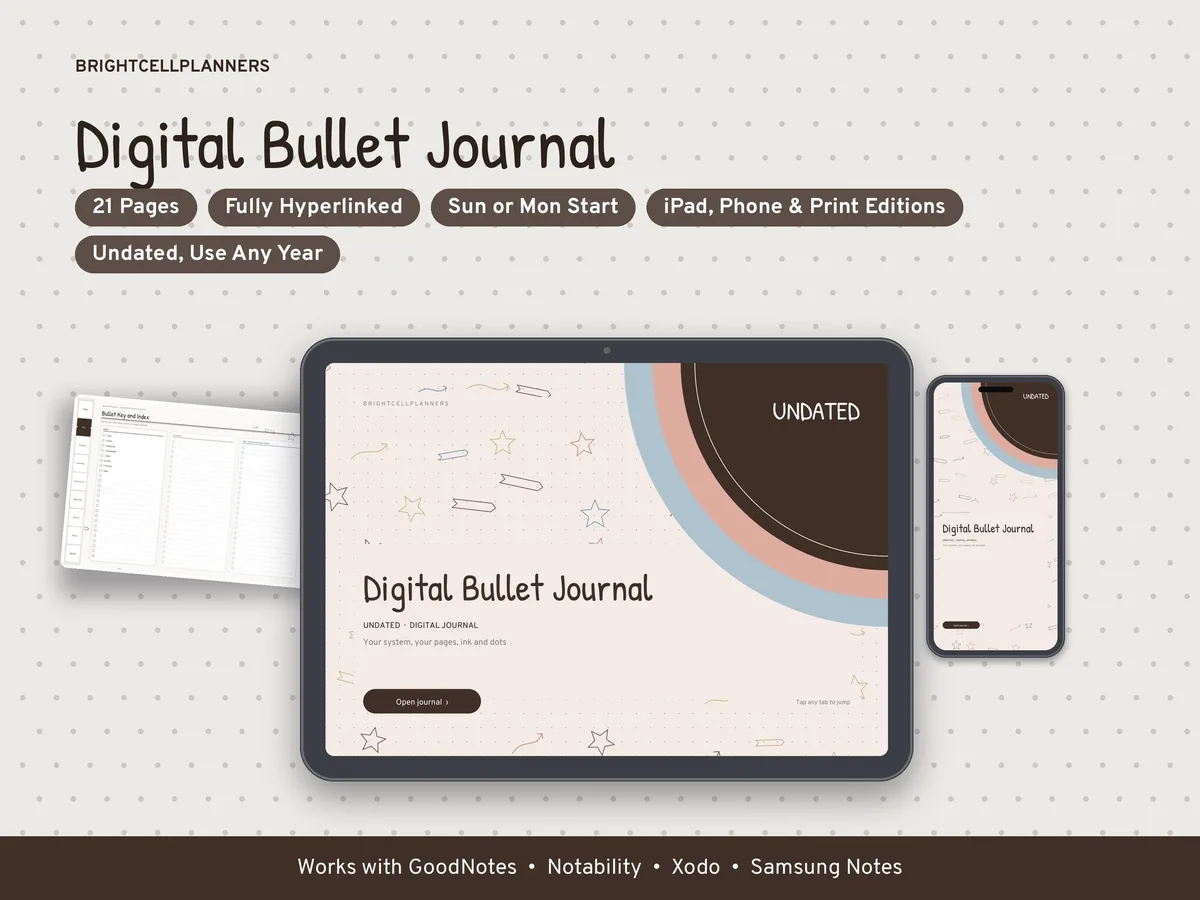 BRIGHTCELLPLANNERS
Digital Bullet Journal
21 Pages
Fully Hyperlinked
Sun or Mon Start
iPad, Phone & Print Editions
Undated, Use Any Year
Bullet Key and Index
BRIGHTCELLPLANNERS
UNDATED
Digital Bullet Journal
UNDATED · DIGITAL JOURNAL
Your system, your pages, ink and dots
Open journal ›
Tap any tab to jump
UNDATED
Digital Bullet Journal
Works with GoodNotes • Notability • Xodo • Samsung Notes